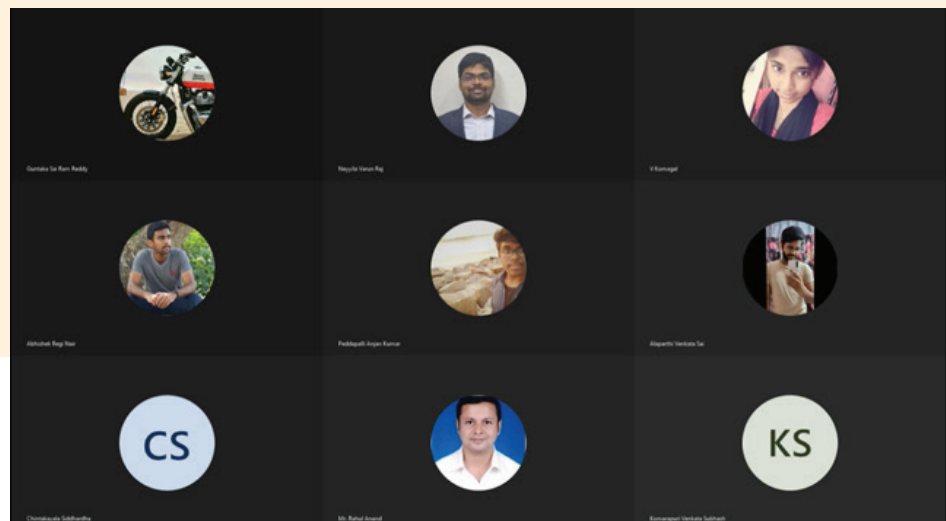 Guntaka Sai Ram Reddy
Neyyila Varun Raj
V Komagal
Abhishek Regi Nair
Peddapalli Anjan Kumar
Alaparthi Venkata Sai
CS
KS
Chintakayala Siddhardha
Mr. Rahul Anand
Komarapuri Venkata Subhash